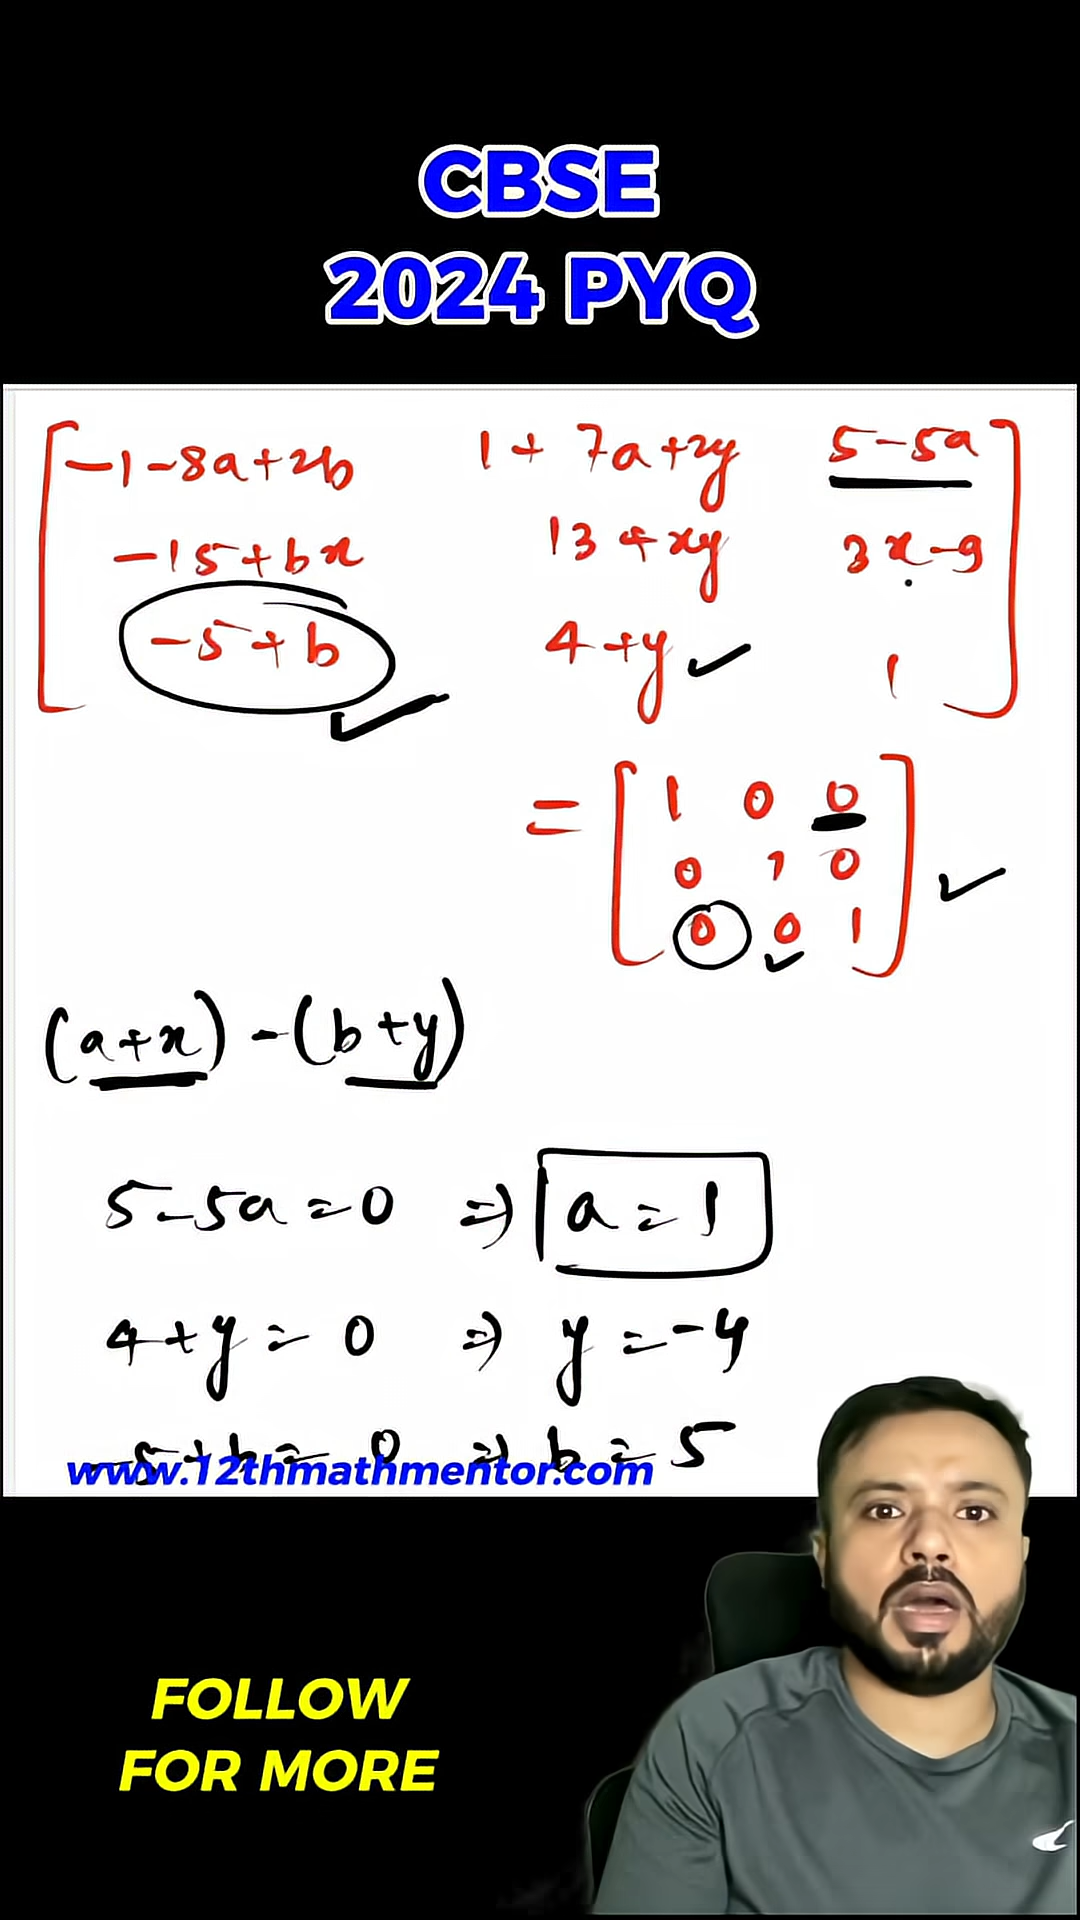 CBSE
2024 PYQ
-1-8a+2b 1+7a+2y 5-5a
-15+bx 13+xy 3x-9
-5+b 4+y 1
= 1 0 0
0 1 0
0 0 1
(a+x)-(b+y)
5-5a=0 => a=1
4+y=0 => y=-4
-5+b=0 => b=5
www.12thmathmentor.com
FOLLOW
FOR MORE